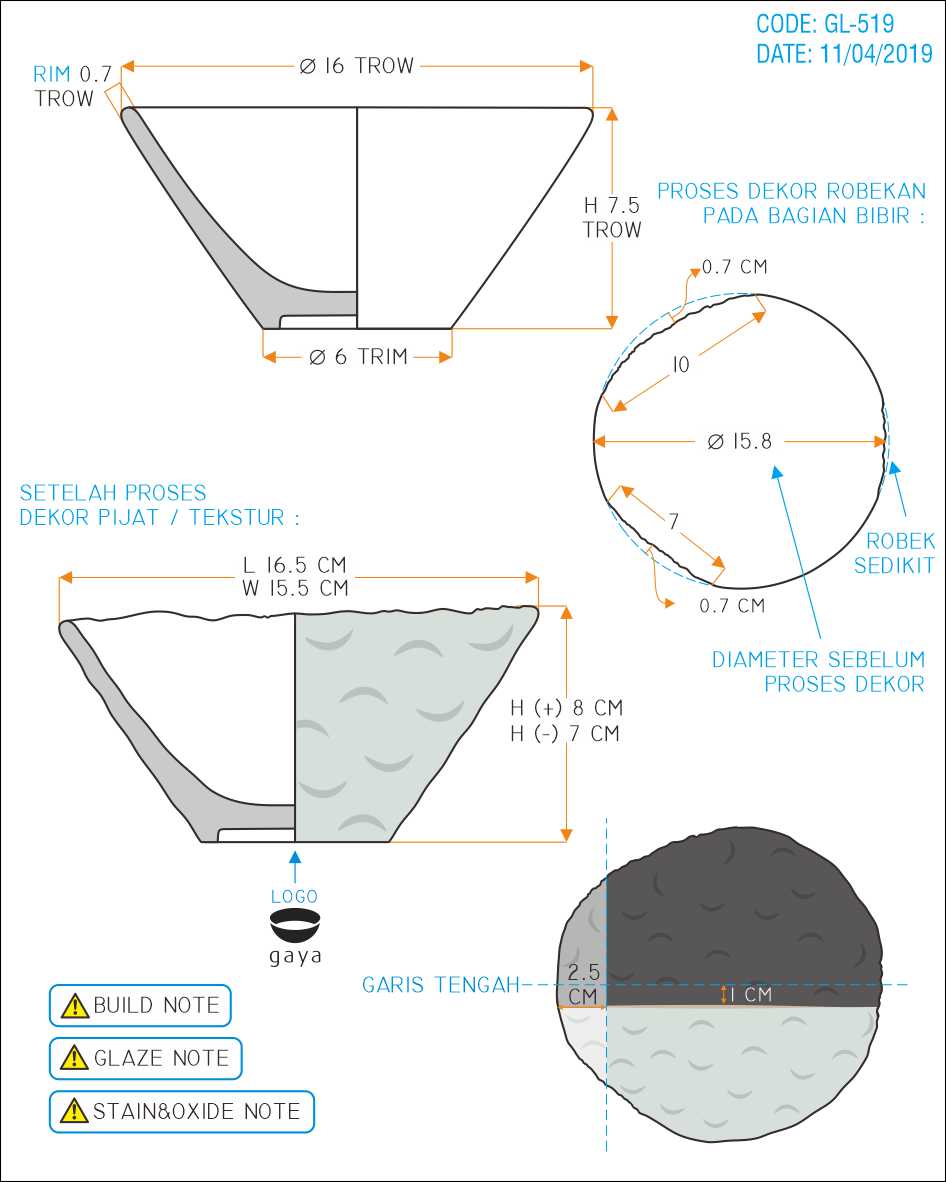 CODE: GL-519
DATE: 11/04/2019
RIM 0.7
TROW
Ø 16 TROW
H 7.5
TROW
Ø 6 TRIM
PROSES DEKOR ROBEKAN
PADA BAGIAN BIBIR :
0.7 CM
10
Ø 15.8
7
0.7 CM
ROBEK
SEDIKIT
DIAMETER SEBELUM
PROSES DEKOR
SETELAH PROSES
DEKOR PIJAT / TEKSTUR :
L 16.5 CM
W 15.5 CM
H (+) 8 CM
H (-) 7 CM
LOGO
gaya
GARIS TENGAH
2.5
CM
1 CM
BUILD NOTE
GLAZE NOTE
STAIN&OXIDE NOTE